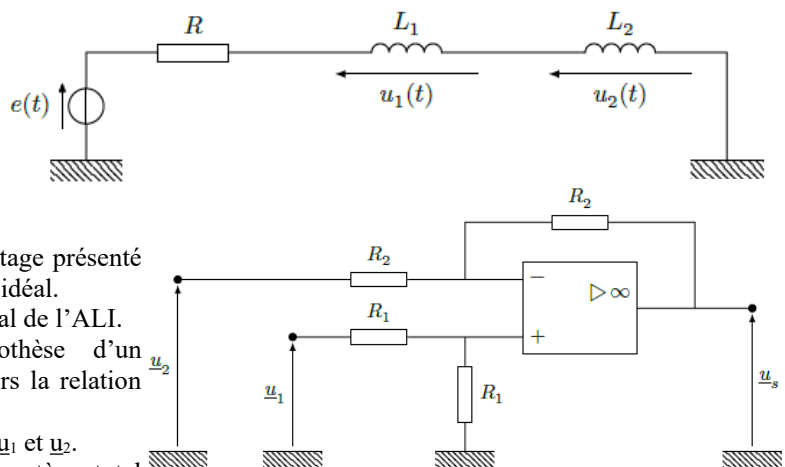 R
L₁
L₂
e(t)
u₁(t)
u₂(t)
R₂
tage présenté
idéal.
al de l'ALI.
othèse d'un
rs la relation
u₁ et u₂.
R₂
R₁
−
+
▷∞
R₁
u₂
u₁
uₛ